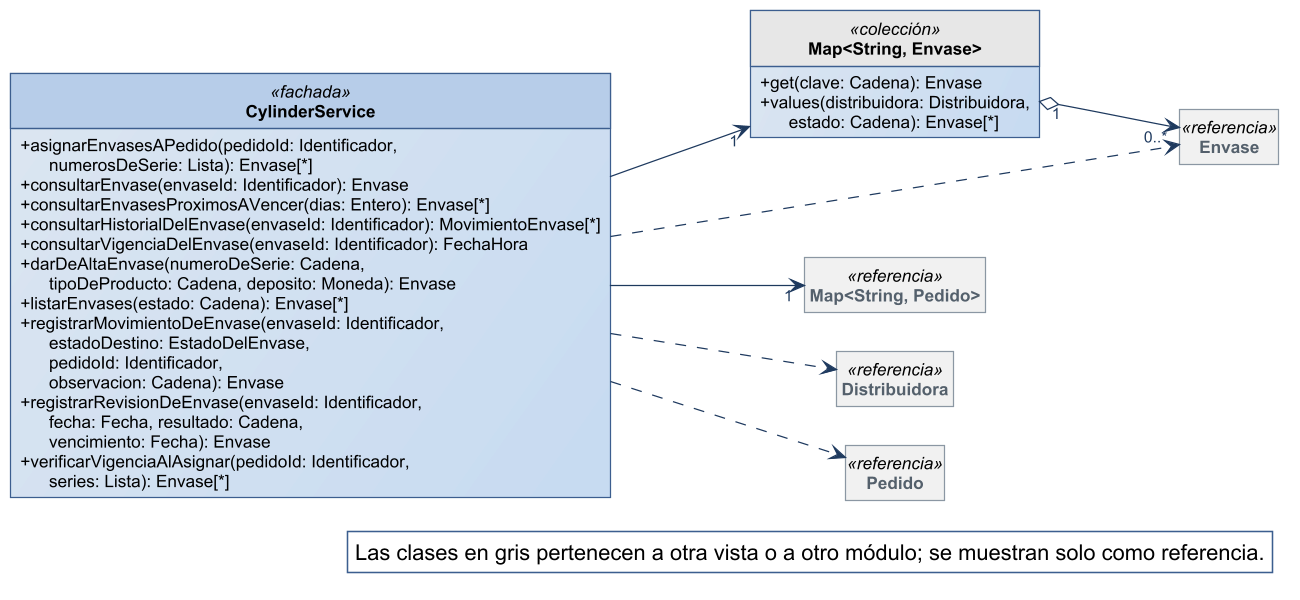 «fachada»
CylinderService
+asignarEnvasesAPedido(pedidoId: Identificador,
numerosDeSerie: Lista): Envase[*]
+consultarEnvase(envaseId: Identificador): Envase
+consultarEnvasesProximosAVencer(dias: Entero): Envase[*]
+consultarHistorialDelEnvase(envaseId: Identificador): MovimientoEnvase[*]
+consultarVigenciaDelEnvase(envaseId: Identificador): FechaHora
+darDeAltaEnvase(numeroDeSerie: Cadena,
tipoDeProducto: Cadena, deposito: Moneda): Envase
+listarEnvases(estado: Cadena): Envase[*]
+registrarMovimientoDeEnvase(envaseId: Identificador,
estadoDestino: EstadoDelEnvase,
pedidoId: Identificador,
observacion: Cadena): Envase
+registrarRevisionDeEnvase(envaseId: Identificador,
fecha: Fecha, resultado: Cadena,
vencimiento: Fecha): Envase
+verificarVigenciaAlAsignar(pedidoId: Identificador,
series: Lista): Envase[*]
«colección»
Map<String, Envase>
+get(clave: Cadena): Envase
+values(distribuidora: Distribuidora,
estado: Cadena): Envase[*]
1
1
0..*
«referencia»
Envase
1
«referencia»
Map<String, Pedido>
«referencia»
Distribuidora
«referencia»
Pedido
Las clases en gris pertenecen a otra vista o a otro módulo; se muestran solo como referencia.